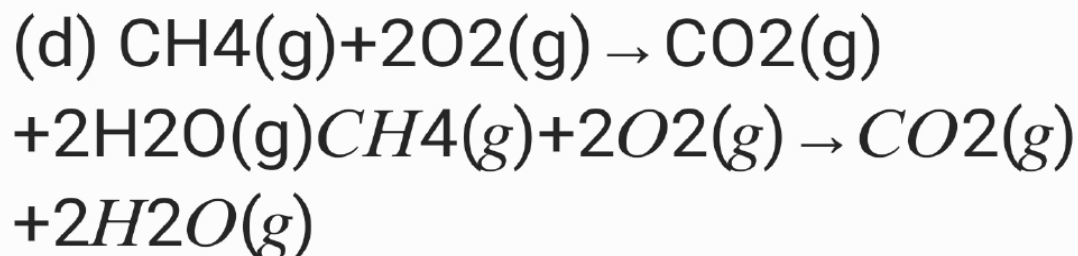 (d) CH4(g)+2O2(g) → CO2(g)
+2H2O(g)CH4(g)+2O2(g) → CO2(g)
+2H2O(g)